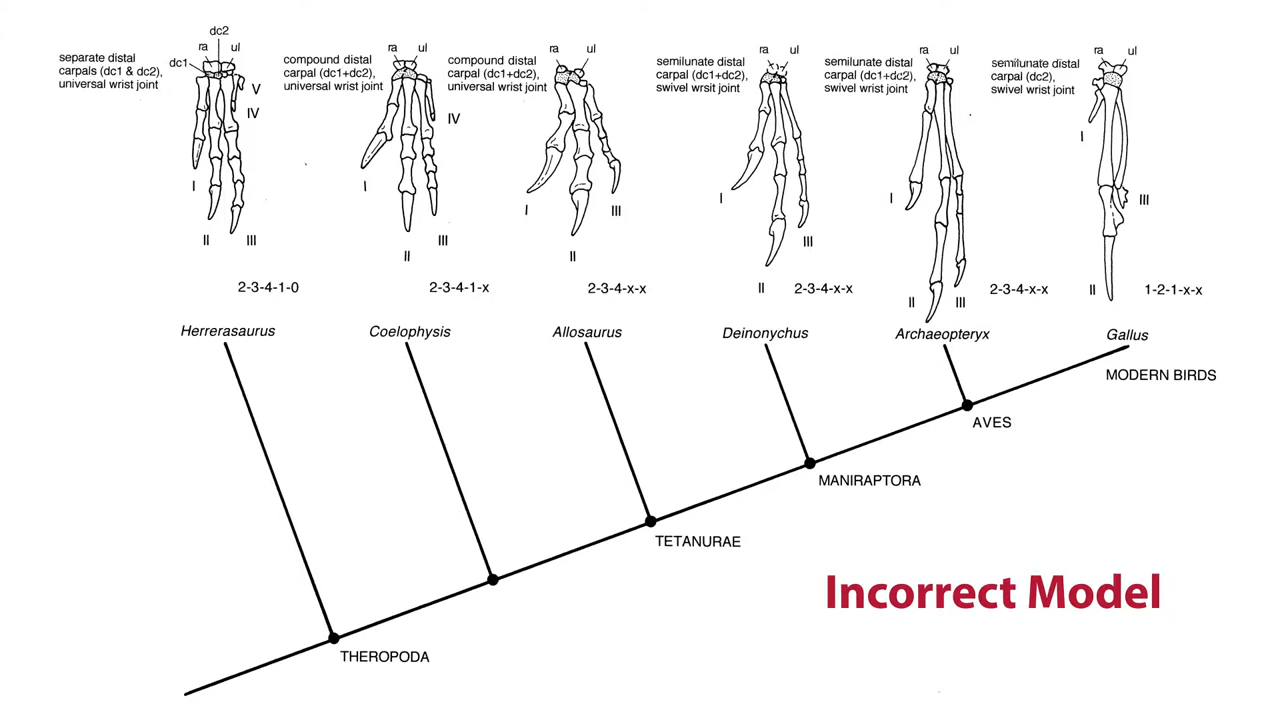 dc2
ra ul
dc1
separate distal
carpals (dc1 & dc2),
universal wrist joint
V
IV
I
II III
2-3-4-1-0
Herrerasaurus
ra ul
compound distal
carpal (dc1+dc2),
universal wrist joint
IV
I
III
II
2-3-4-1-x
Coelophysis
ra ul
compound distal
carpal (dc1+dc2),
universal wrist joint
I III
II
2-3-4-x-x
Allosaurus
ra ul
semilunate distal
carpal (dc1+dc2),
swivel wrsit joint
I
III
II 2-3-4-x-x
Deinonychus
ra ul
semilunate distal
carpal (dc1+dc2),
swivel wrist joint
I
II III
2-3-4-x-x
Archaeopteryx
ra ul
semilunate distal
carpal (dc2),
swivel wrist joint
I
III
II 1-2-1-x-x
Gallus
MODERN BIRDS
AVES
MANIRAPTORA
TETANURAE
Incorrect Model
THEROPODA